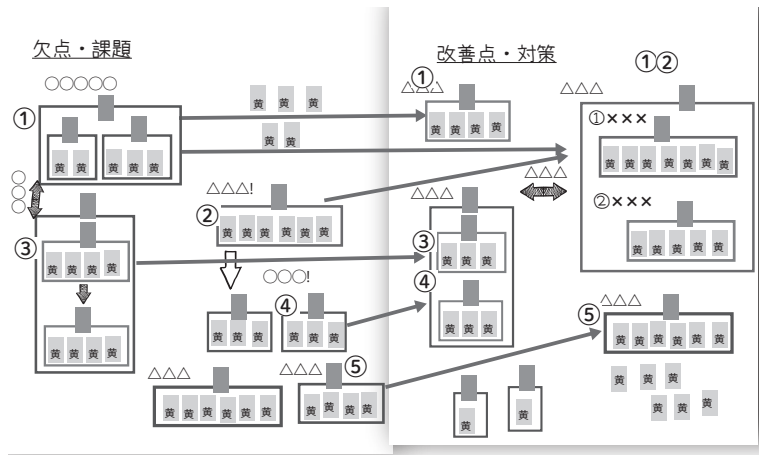 欠点・課題
○○○○○
①
黄 黄 黄 黄 黄
黄 黄 黄
黄 黄
○○○
△△△!
②
黄 黄 黄 黄 黄 黄
③
黄 黄 黄 黄
黄 黄 黄 黄
○○○!
黄 黄 黄
④
黄 黄 黄
△△△
黄 黄 黄 黄 黄 黄
△△△
⑤
黄 黄 黄 黄
改善点・対策
①
△△△
黄 黄 黄 黄
①②
△△△
①×××
黄 黄 黄 黄 黄 黄 黄
②×××
黄 黄 黄 黄 黄
△△△
△△△
③
黄 黄 黄
④
黄 黄 黄
⑤
△△△
黄 黄 黄 黄 黄 黄
黄 黄 黄
黄 黄 黄
黄
黄